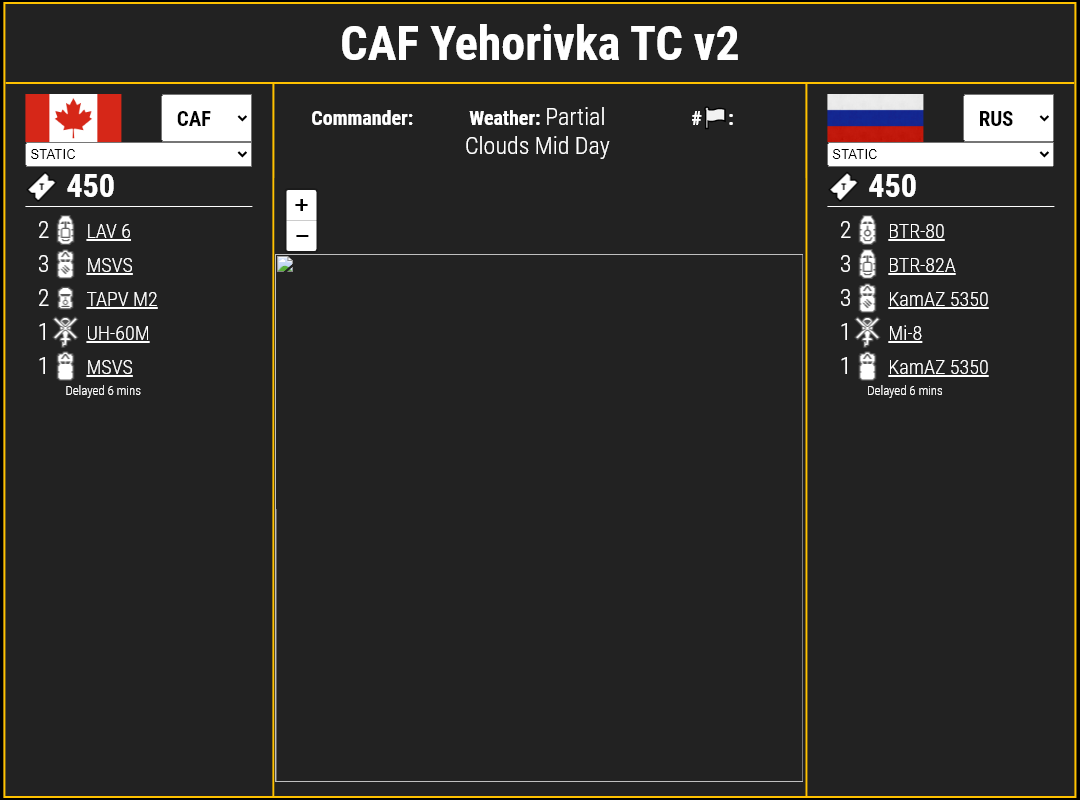 CAF Yehorivka TC v2
CAF
STATIC
450
2 LAV 6
3 MSVS
2 TAPV M2
1 UH-60M
1 MSVS
Delayed 6 mins
Commander:
Weather: Partial
Clouds Mid Day
# :
+
−
RUS
STATIC
450
2 BTR-80
3 BTR-82A
3 KamAZ 5350
1 Mi-8
1 KamAZ 5350
Delayed 6 mins